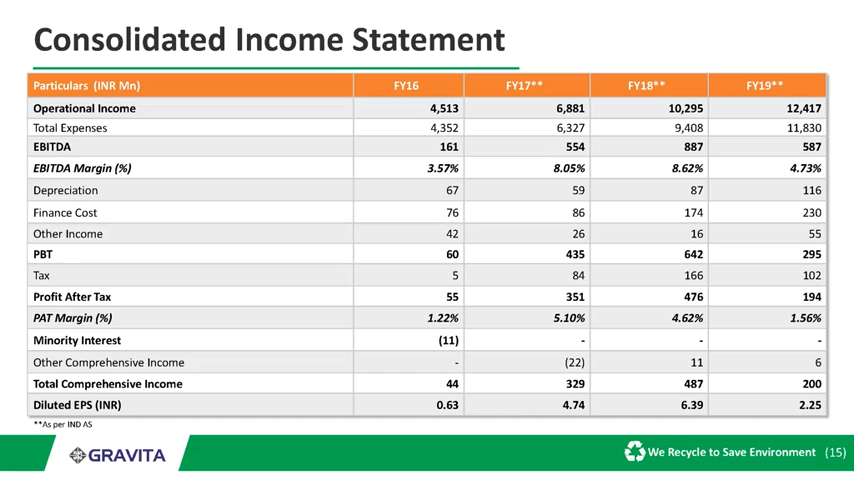 Consolidated Income Statement
Particulars (INR Mn) FY16 FY17** FY18** FY19**
Operational Income 4,513 6,881 10,295 12,417
Total Expenses 4,352 6,327 9,408 11,830
EBITDA 161 554 887 587
EBITDA Margin (%) 3.57% 8.05% 8.62% 4.73%
Depreciation 67 59 87 116
Finance Cost 76 86 174 230
Other Income 42 26 16 55
PBT 60 435 642 295
Tax 5 84 166 102
Profit After Tax 55 351 476 194
PAT Margin (%) 1.22% 5.10% 4.62% 1.56%
Minority Interest (11) - - -
Other Comprehensive Income - (22) 11 6
Total Comprehensive Income 44 329 487 200
Diluted EPS (INR) 0.63 4.74 6.39 2.25
**As per IND AS
GRAVITA
We Recycle to Save Environment (15)